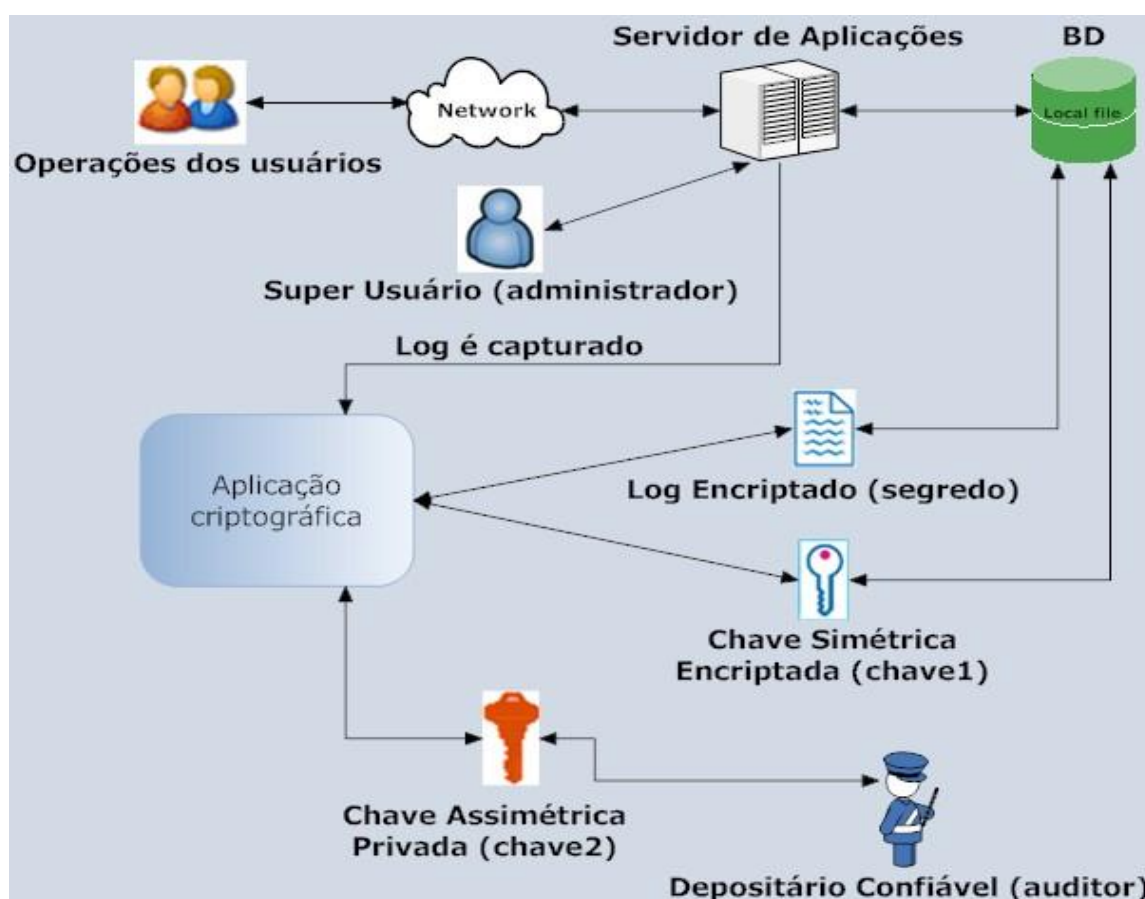 Servidor de Aplicações
BD
Network
Local file
Operações dos usuários
Super Usuário (administrador)
Log é capturado
Aplicação
criptográfica
Log Encriptado (segredo)
Chave Simétrica
Encriptada (chave1)
Chave Assimétrica
Privada (chave2)
Depositário Confiável (auditor)